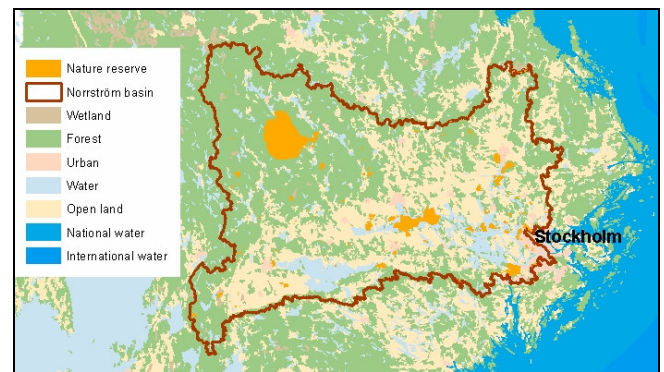 Nature reserve
Norrström basin
Wetland
Forest
Urban
Water
Open land
National water
International water
Stockholm